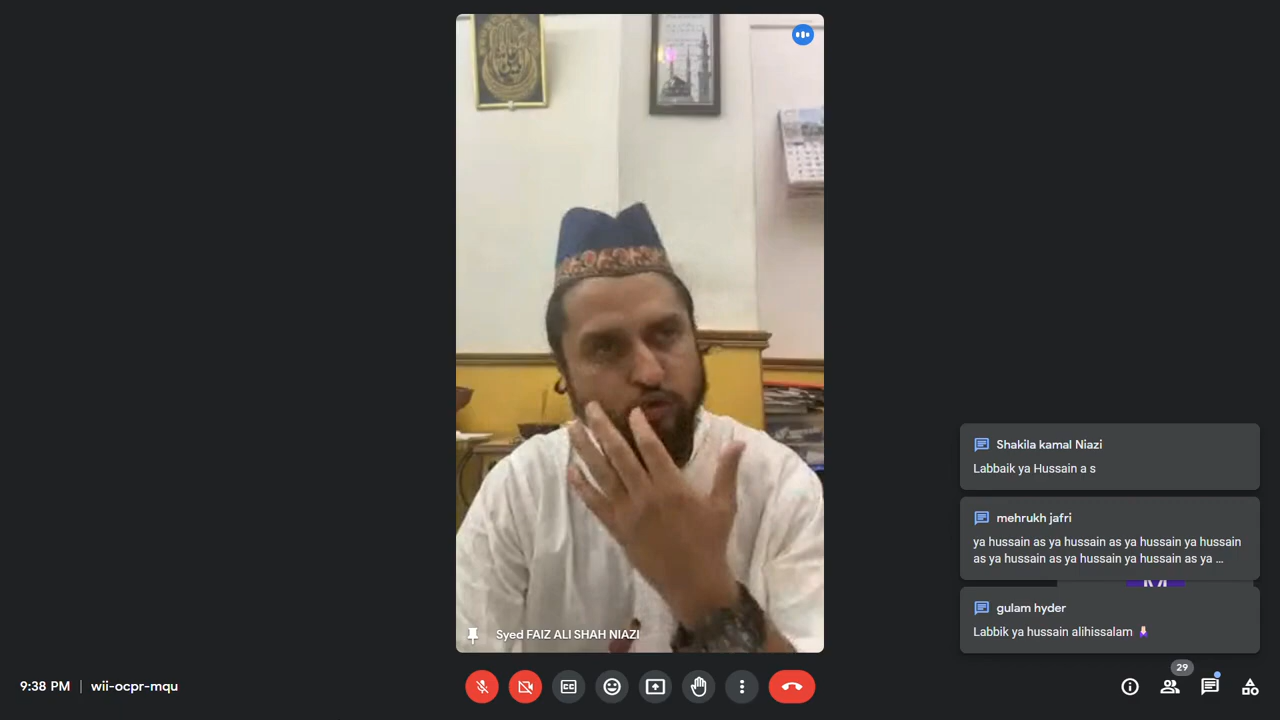 Shakila kamal Niazi
Labbaik ya Hussain a s
mehrukh jafri
ya hussain as ya hussain as ya hussain ya hussain
as ya hussain as ya hussain ya hussain as ya ...
gulam hyder
Labbik ya hussain alihissalam 🤷🏻‍♀️
Syed FAIZ ALI SHAH NIAZI
29
9:38 PM | wii-ocpr-mqu
CC